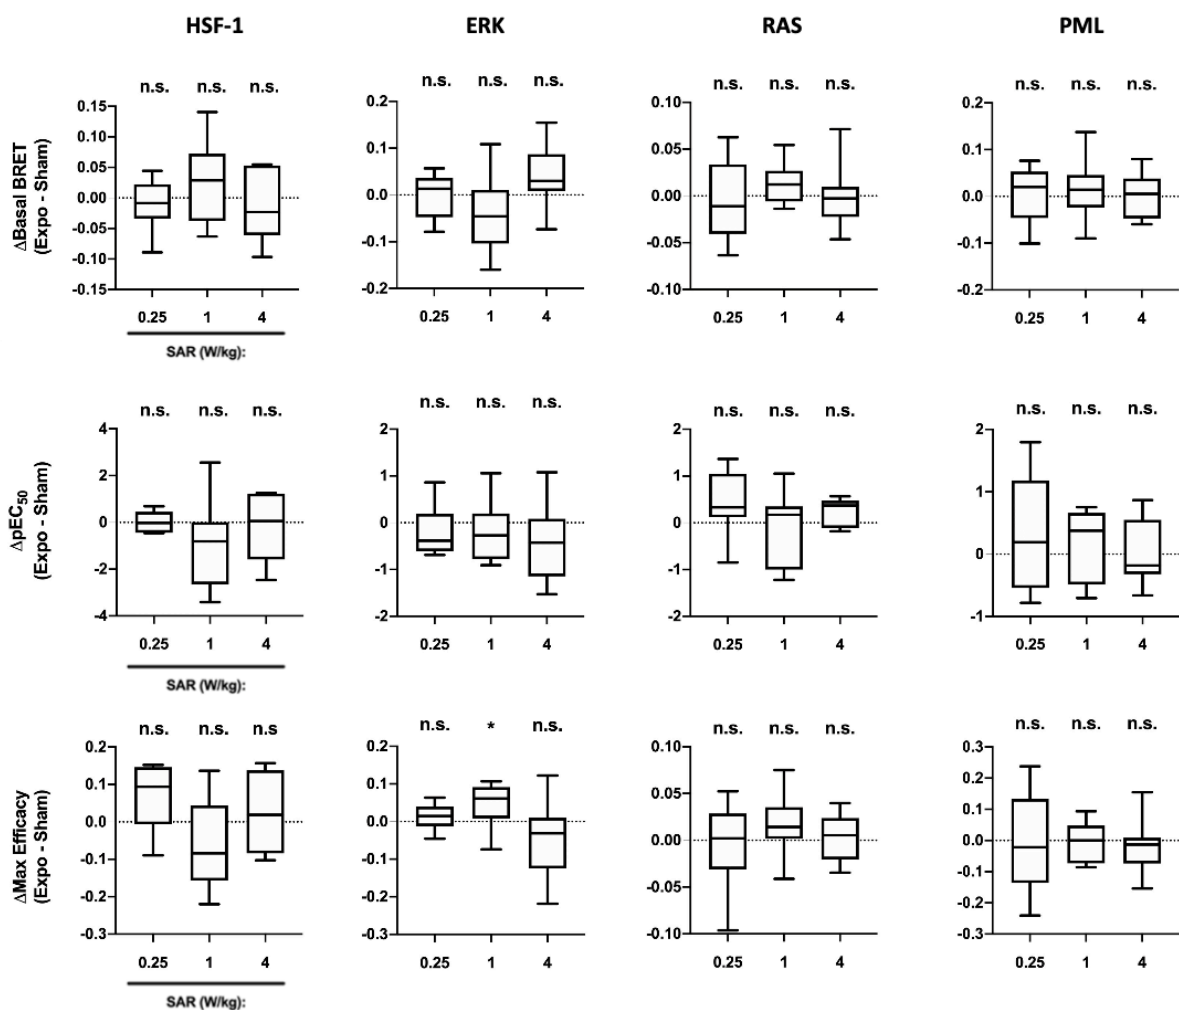 HSF-1 ERK RAS PML
n.s. n.s. n.s. n.s. n.s. n.s. n.s. n.s. n.s. n.s. n.s. n.s.
ΔBasal BRET
(Expo - Sham)
0.15
0.10
0.05
0.00
-0.05
-0.10
-0.15
0.25 1 4
SAR (W/kg):
0.2
0.1
0.0
-0.1
-0.2
0.25 1 4
0.10
0.05
0.00
-0.05
-0.10
0.25 1 4
0.2
0.1
0.0
-0.1
-0.2
0.25 1 4
n.s. n.s. n.s. n.s. n.s. n.s. n.s. n.s. n.s. n.s. n.s. n.s.
ΔpEC50
(Expo - Sham)
4
2
0
-2
-4
0.25 1 4
SAR (W/kg):
2
1
0
-1
-2
0.25 1 4
2
1
0
-1
-2
0.25 1 4
2
1
0
-1
0.25 1 4
n.s. n.s. n.s n.s. * n.s. n.s. n.s. n.s. n.s. n.s. n.s.
ΔMax Efficacy
(Expo - Sham)
0.2
0.1
0.0
-0.1
-0.2
-0.3
0.25 1 4
SAR (W/kg):
0.2
0.1
0.0
-0.1
-0.2
-0.3
0.25 1 4
0.10
0.05
0.00
-0.05
-0.10
0.25 1 4
0.3
0.2
0.1
0.0
-0.1
-0.2
-0.3
0.25 1 4